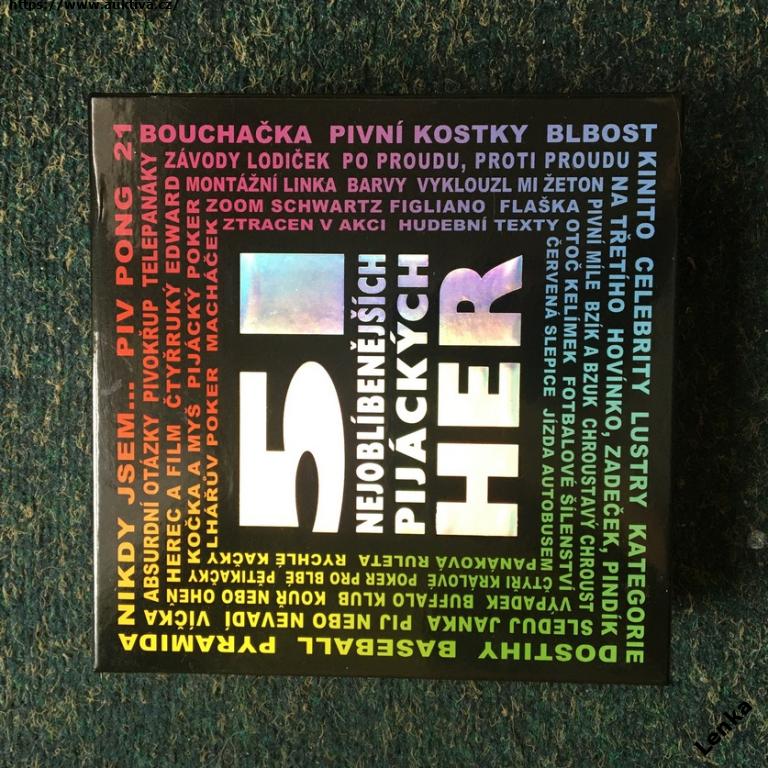 https://www.auktiva.cz/
BOUCHAČKA PIVNÍ KOSTKY BLBOST
ZÁVODY LODIČEK PO PROUDU, PROTI PROUDU
MONTÁŽNÍ LINKA BARVY VYKLOUZL MI ŽETON
ZOOM SCHWARTZ FIGLIANO FLAŠKA
ZTRACEN V AKCI HUDEBNÍ TEXTY
KINITO CELEBRITY LUSTRY KATEGORIE
NA TŘETÍHO HOVÍNKO, ZADEČEK, PINDÍK
PIVNÍ MÍLE BZÍK A BZUK CHROUSTAVÝ CHROUST
OTOČ KELÍMEK FOTBALOVÉ ŠÍLENSTVÍ
ČERVENÁ SLEPICE JÍZDA AUTOBUSEM
DOSTIHY BASEBALL PYRAMIDA
SLEDUJ JANKA PIJ NEBO NEVADÍ VÍČKA
VÝPADEK BUFFALO KLUB KOUŘ NEBO OHEŇ
ČTYŘI KRÁLOVÉ POKER PRO BLBÉ PĚTIKAČKY
PANÁKOVÁ RULETA RYCHLÉ KAČKY
NIKDY JSEM... PIV PONG 21
ABSURDNÍ OTÁZKY PIVOKŘUP TELEPANÁKY
HEREC A FILM ČTYŘRUKÝ EDWARD
KOČKA A MYŠ PIJÁCKÝ POKER
LHÁŘŮV POKER MACHÁČEK
51
NEJOBLÍBENĚJŠÍCH
PIJÁCKÝCH
HER
Lenka